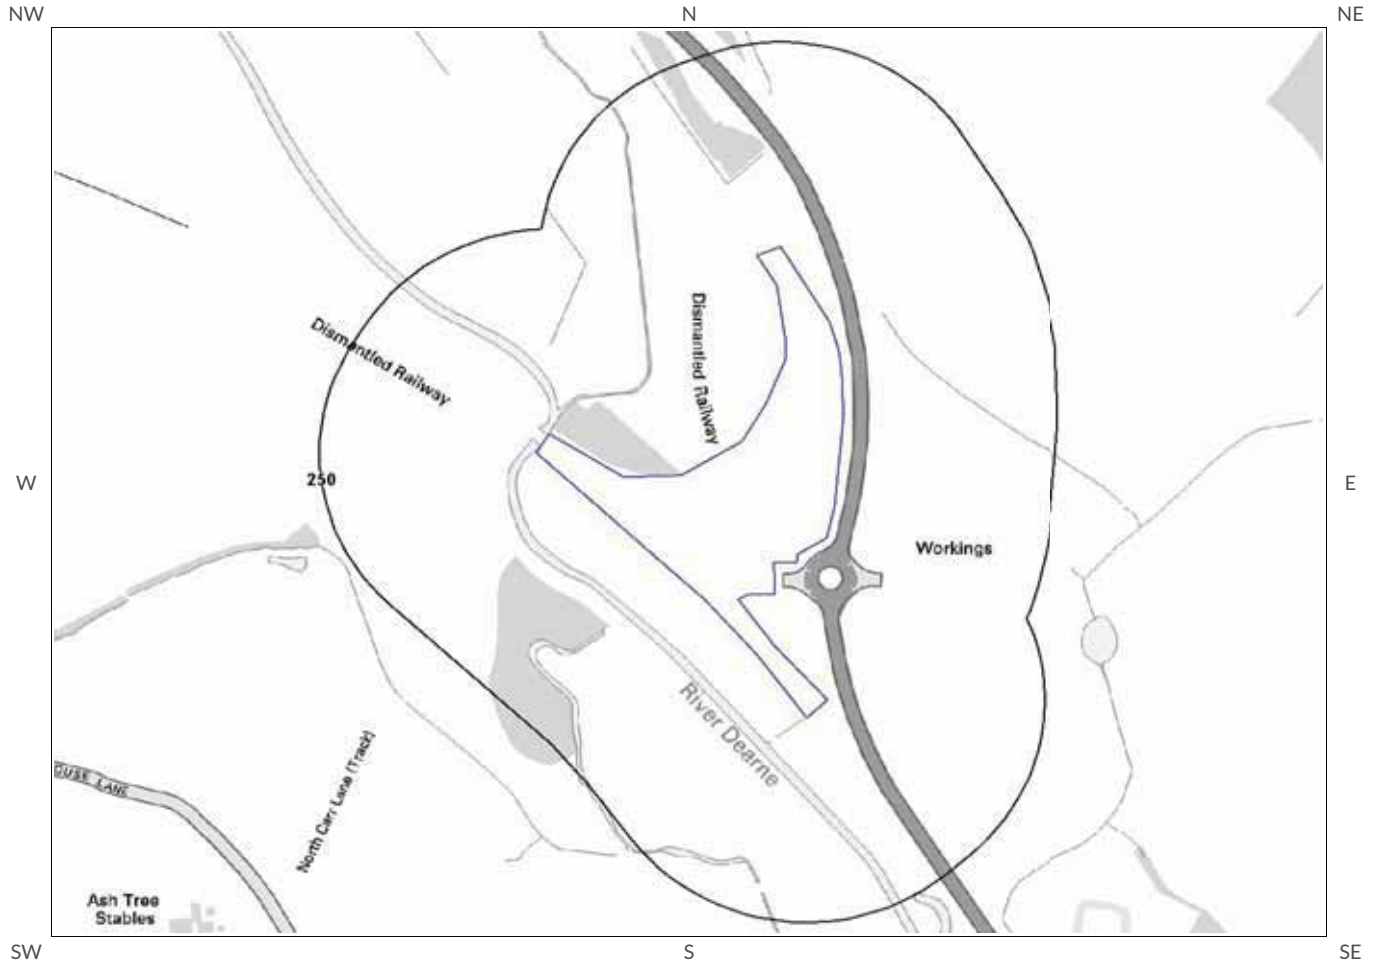 NW
N
NE
Dismantled Railway
Dismantled Railway
W
250
E
Workings
River Dearne
OUSE LANE
North Carr Lane (Track)
Ash Tree
Stables
SW
S
SE